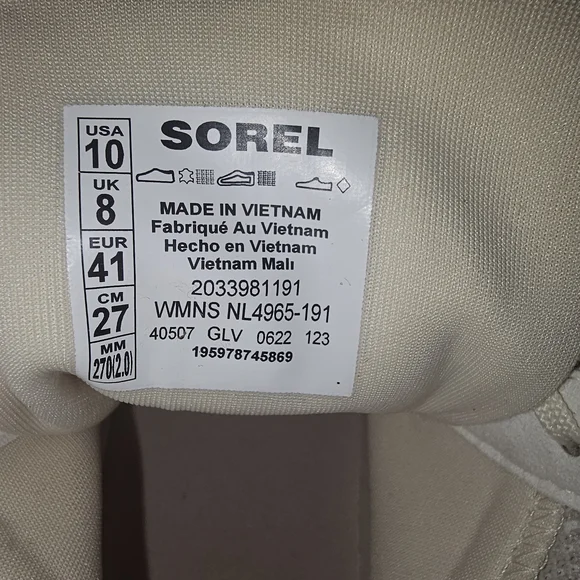 USA
10
UK
8
EUR
41
CM
27
MM
270(2.0)
SOREL
MADE IN VIETNAM
Fabriqué Au Vietnam
Hecho en Vietnam
Vietnam Malı
2033981191
WMNS NL4965-191
40507 GLV 0622 123
195978745869